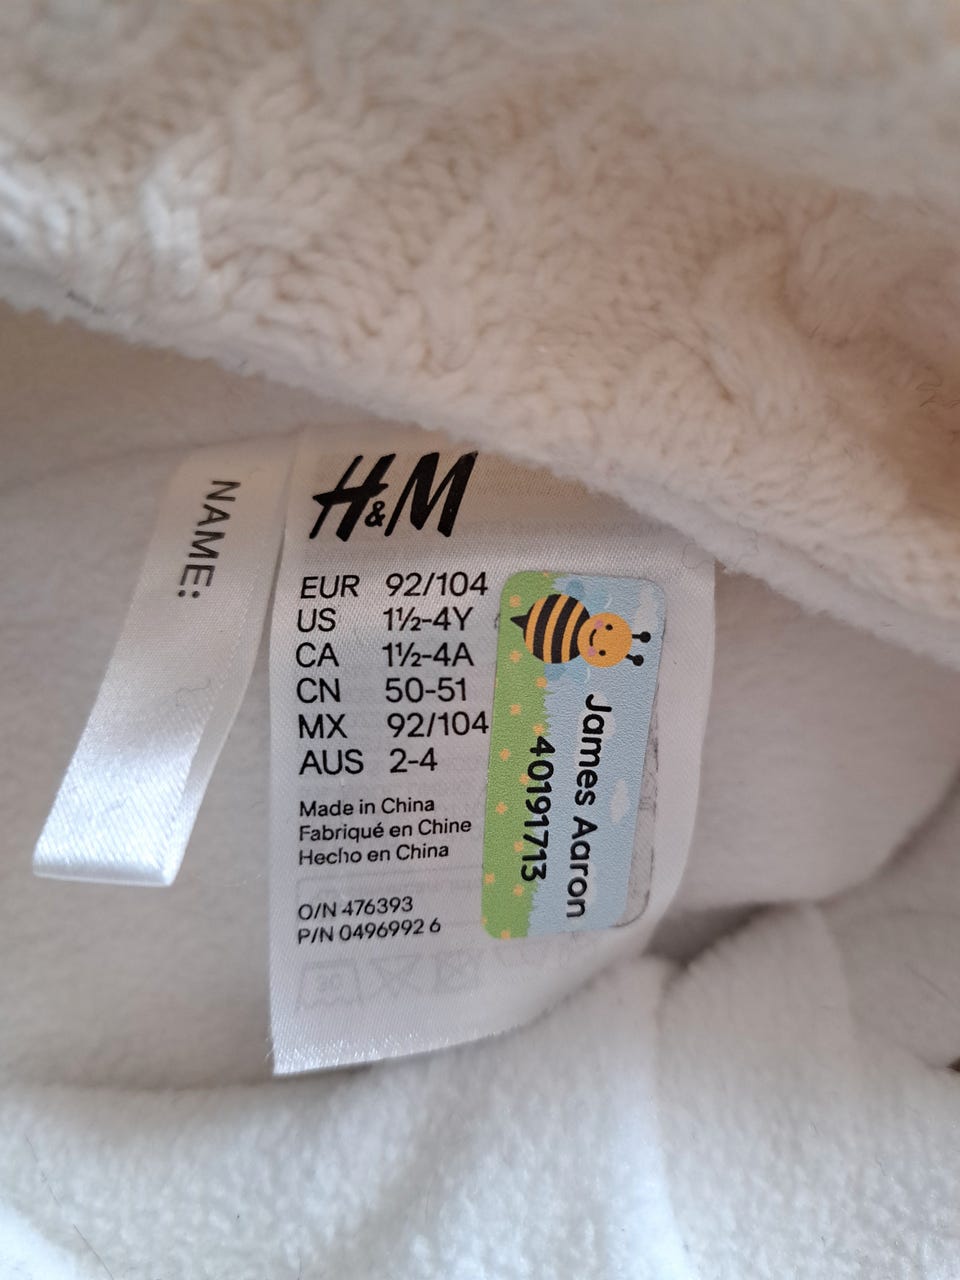 NAME:
H&M
EUR 92/104
US 1½-4Y
CA 1½-4A
CN 50-51
MX 92/104
AUS 2-4
Made in China
Fabriqué en Chine
Hecho en China
O/N 476393
P/N 0496992 6
James Aaron
40191713